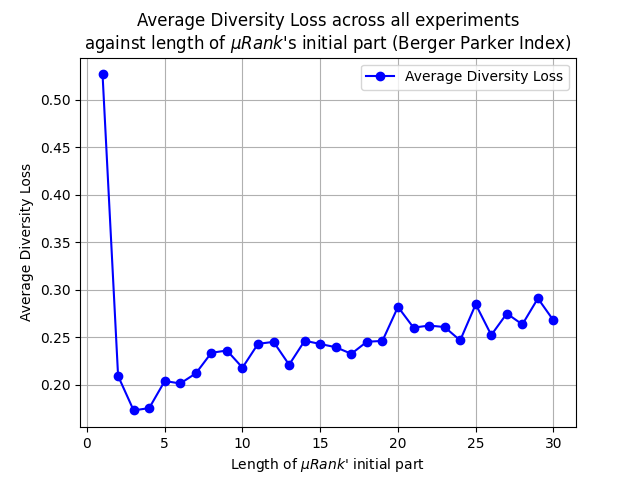 Average Diversity Loss across all experiments
against length of μRank's initial part (Berger Parker Index)
Average Diversity Loss
Average Diversity Loss
0.50
0.45
0.40
0.35
0.30
0.25
0.20
0 5 10 15 20 25 30
Length of μRank' initial part